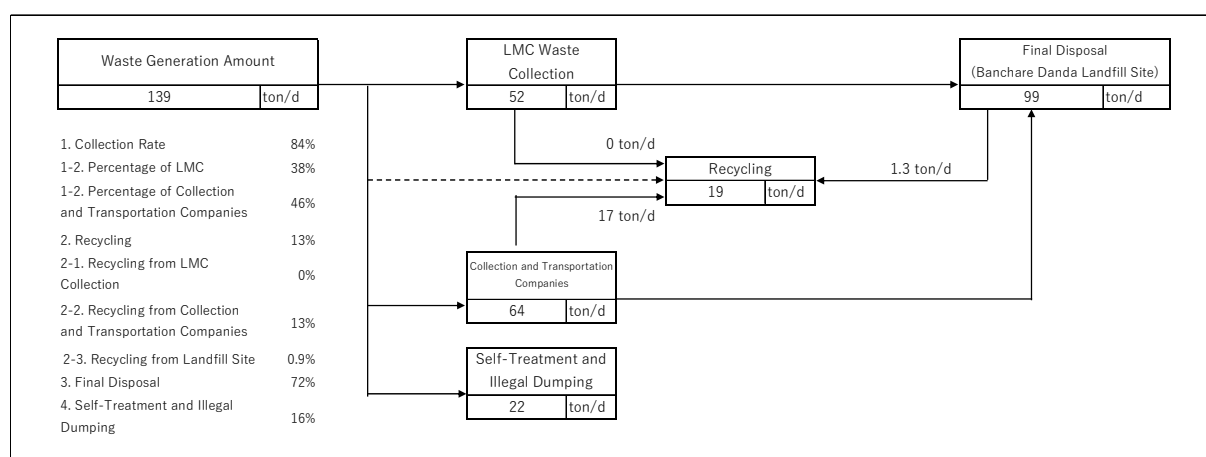 Waste Generation Amount
139 ton/d
LMC Waste
Collection
52 ton/d
Final Disposal
(Banchare Danda Landfill Site)
99 ton/d
0 ton/d
Recycling
19 ton/d
1.3 ton/d
17 ton/d
Collection and Transportation
Companies
64 ton/d
Self-Treatment and
Illegal Dumping
22 ton/d
1. Collection Rate 84%
1-2. Percentage of LMC 38%
1-2. Percentage of Collection
and Transportation Companies 46%
2. Recycling 13%
2-1. Recycling from LMC
Collection 0%
2-2. Recycling from Collection
and Transportation Companies 13%
2-3. Recycling from Landfill Site 0.9%
3. Final Disposal 72%
4. Self-Treatment and Illegal
Dumping 16%